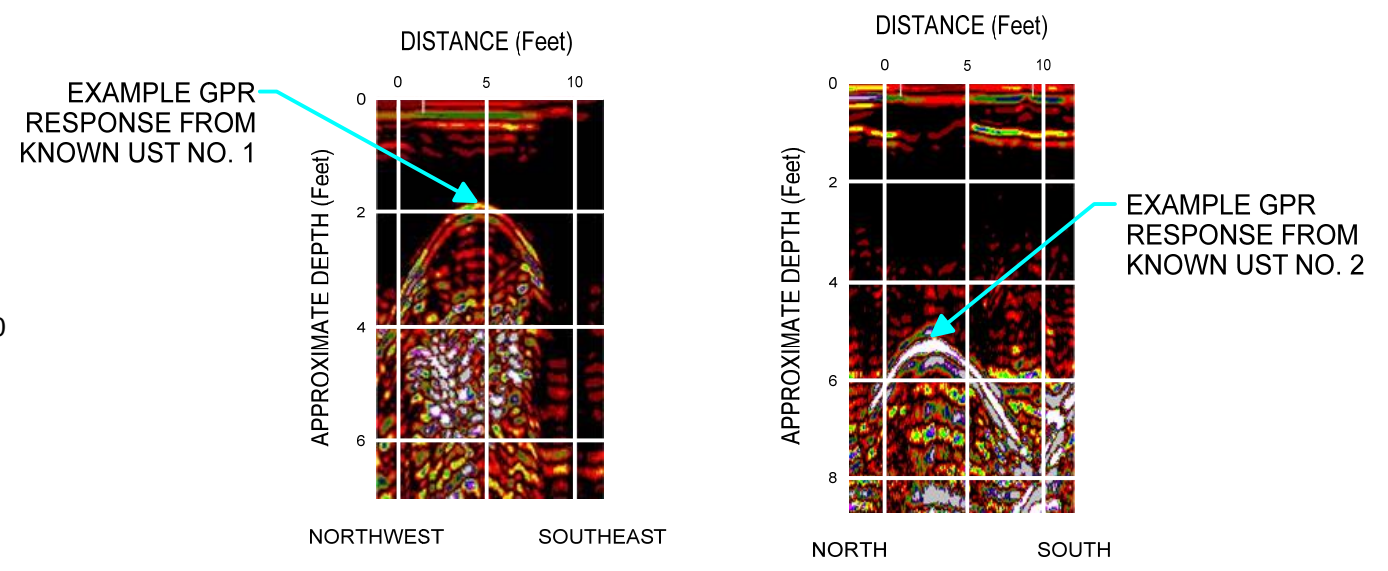 DISTANCE (Feet)
0 5 10
EXAMPLE GPR
RESPONSE FROM
KNOWN UST NO. 1
APPROXIMATE DEPTH (Feet)
0
2
4
6
NORTHWEST SOUTHEAST
0
DISTANCE (Feet)
0 5 10
EXAMPLE GPR
RESPONSE FROM
KNOWN UST NO. 2
APPROXIMATE DEPTH (Feet)
0
2
4
6
8
NORTH SOUTH